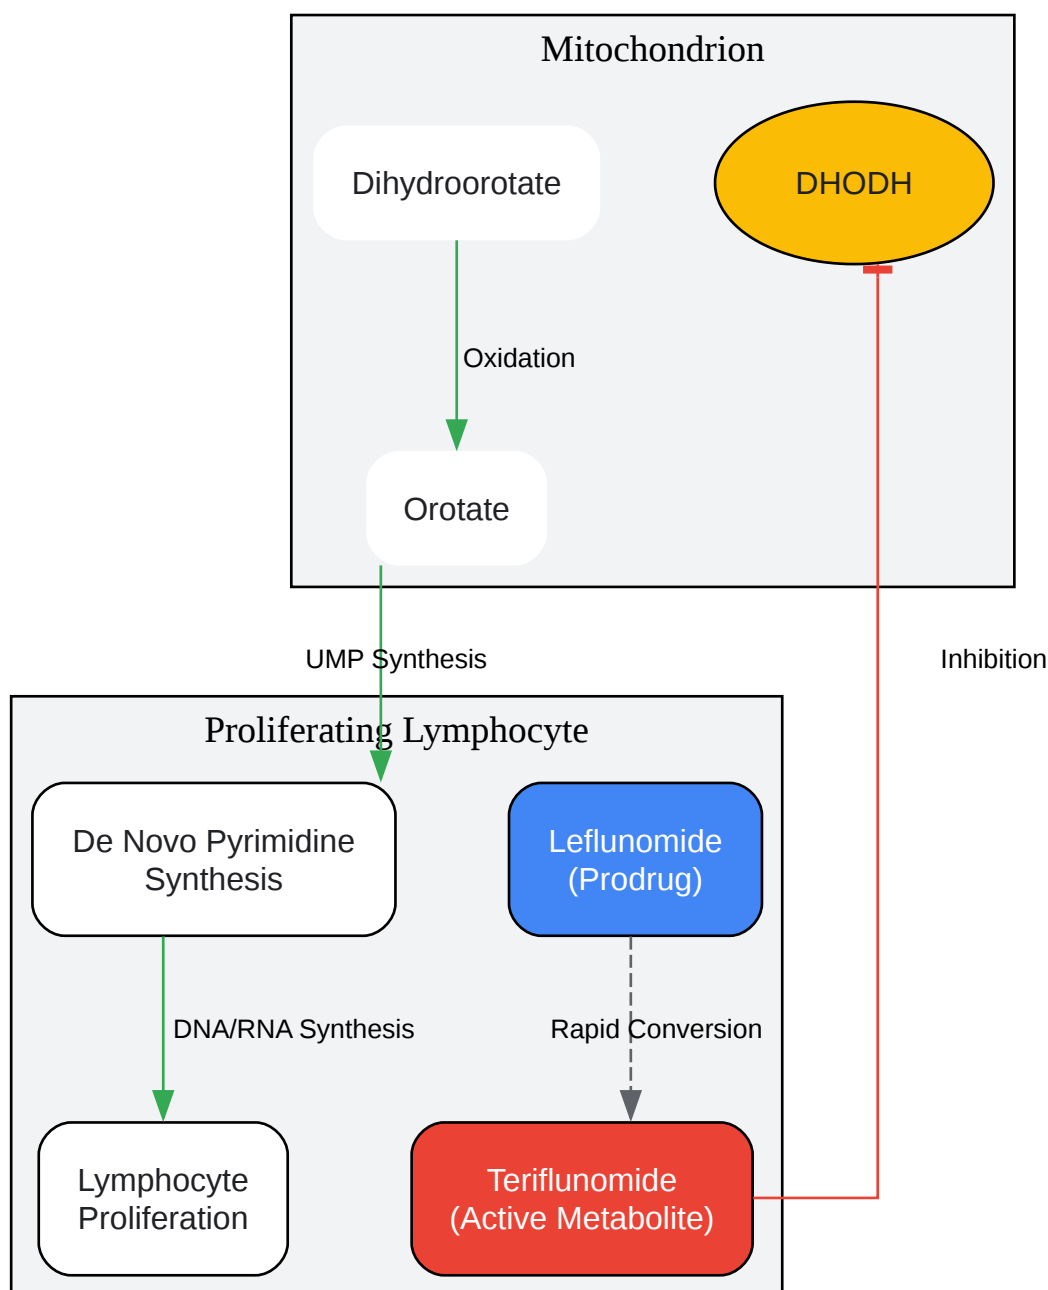 Mitochondrion
Dihydroorotate
DHODH
Oxidation
Orotate
UMP Synthesis
Inhibition
Proliferating Lymphocyte
De Novo Pyrimidine
Synthesis
Leflunomide
(Prodrug)
DNA/RNA Synthesis
Rapid Conversion
Lymphocyte
Proliferation
Teriflunomide
(Active Metabolite)